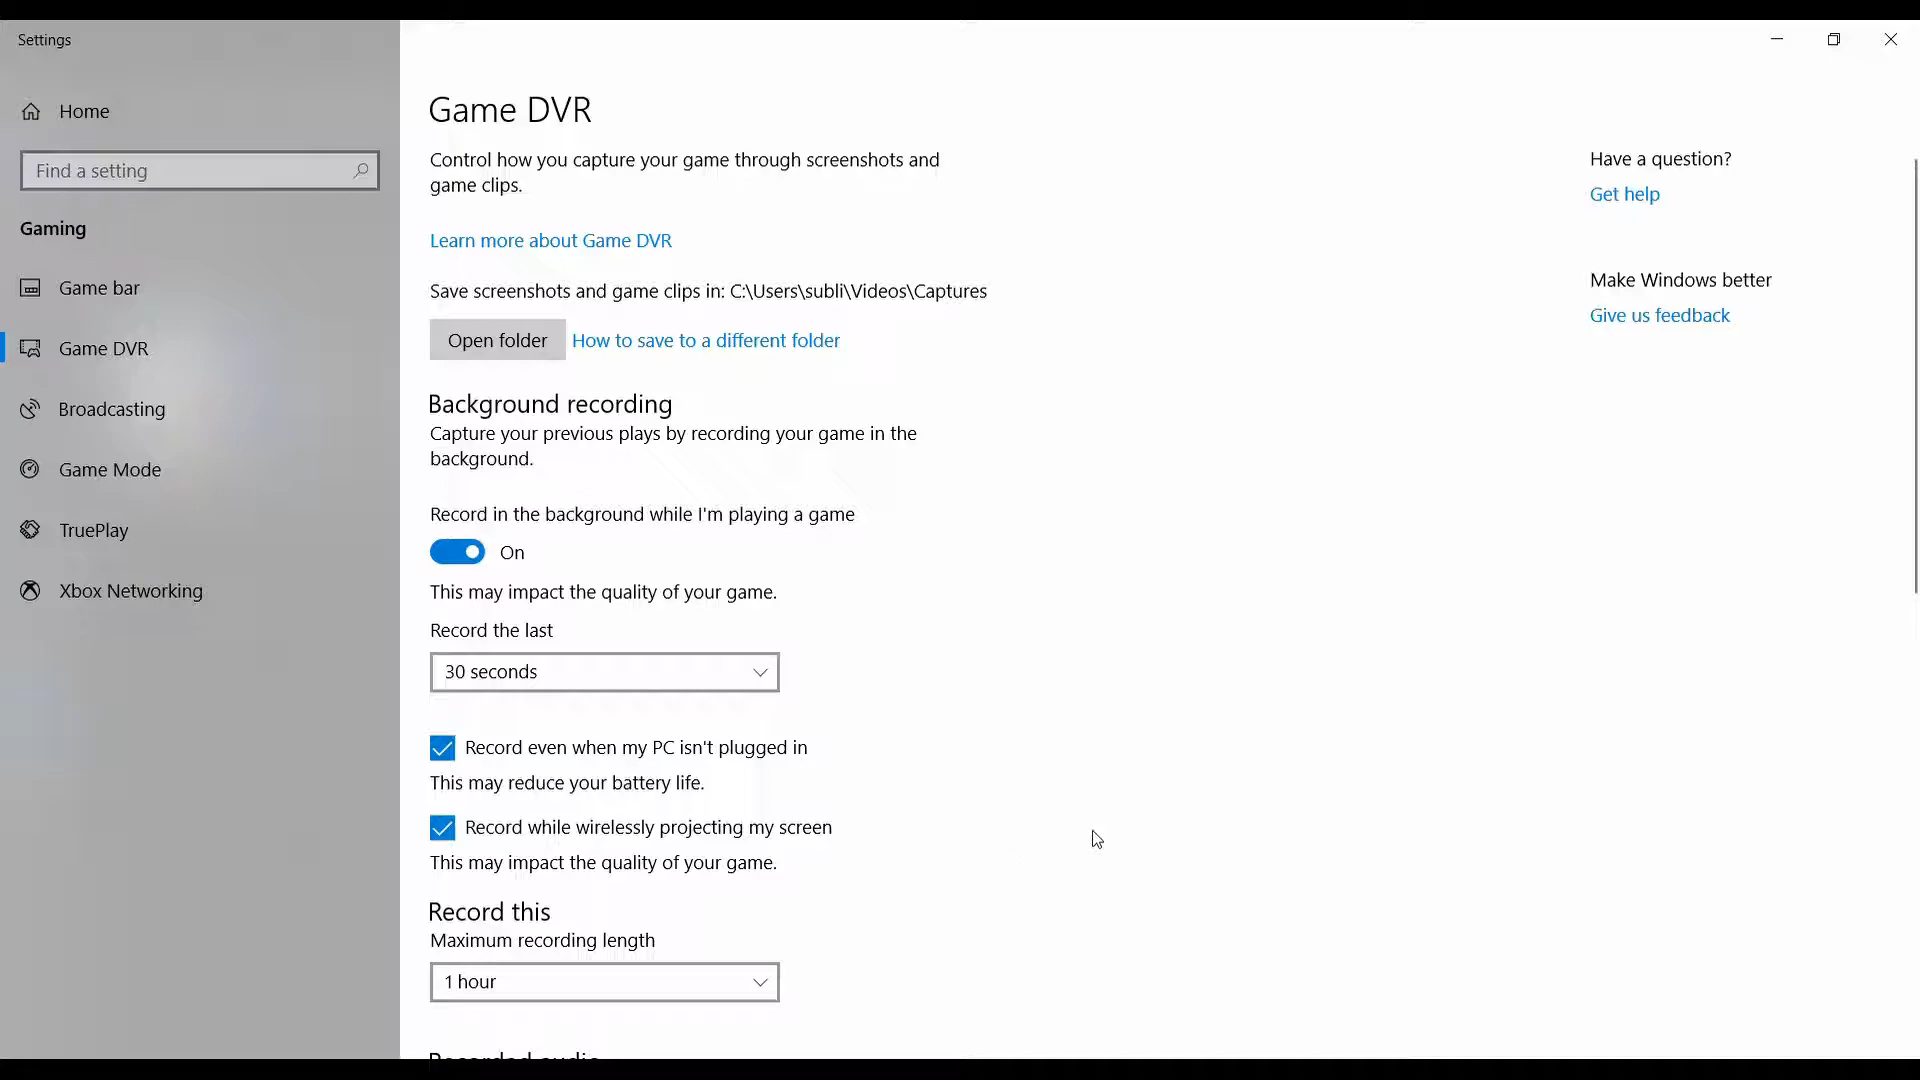 Settings
Home
Find a setting
Gaming
Game bar
Game DVR
Broadcasting
Game Mode
TruePlay
Xbox Networking
Game DVR
Control how you capture your game through screenshots and
game clips.
Learn more about Game DVR
Save screenshots and game clips in: C:\Users\subli\Videos\Captures
Open folder
How to save to a different folder
Background recording
Capture your previous plays by recording your game in the
background.
Record in the background while I'm playing a game
On
This may impact the quality of your game.
Record the last
30 seconds
Record even when my PC isn't plugged in
This may reduce your battery life.
Record while wirelessly projecting my screen
This may impact the quality of your game.
Record this
Maximum recording length
1 hour
Recorded audio
Have a question?
Get help
Make Windows better
Give us feedback